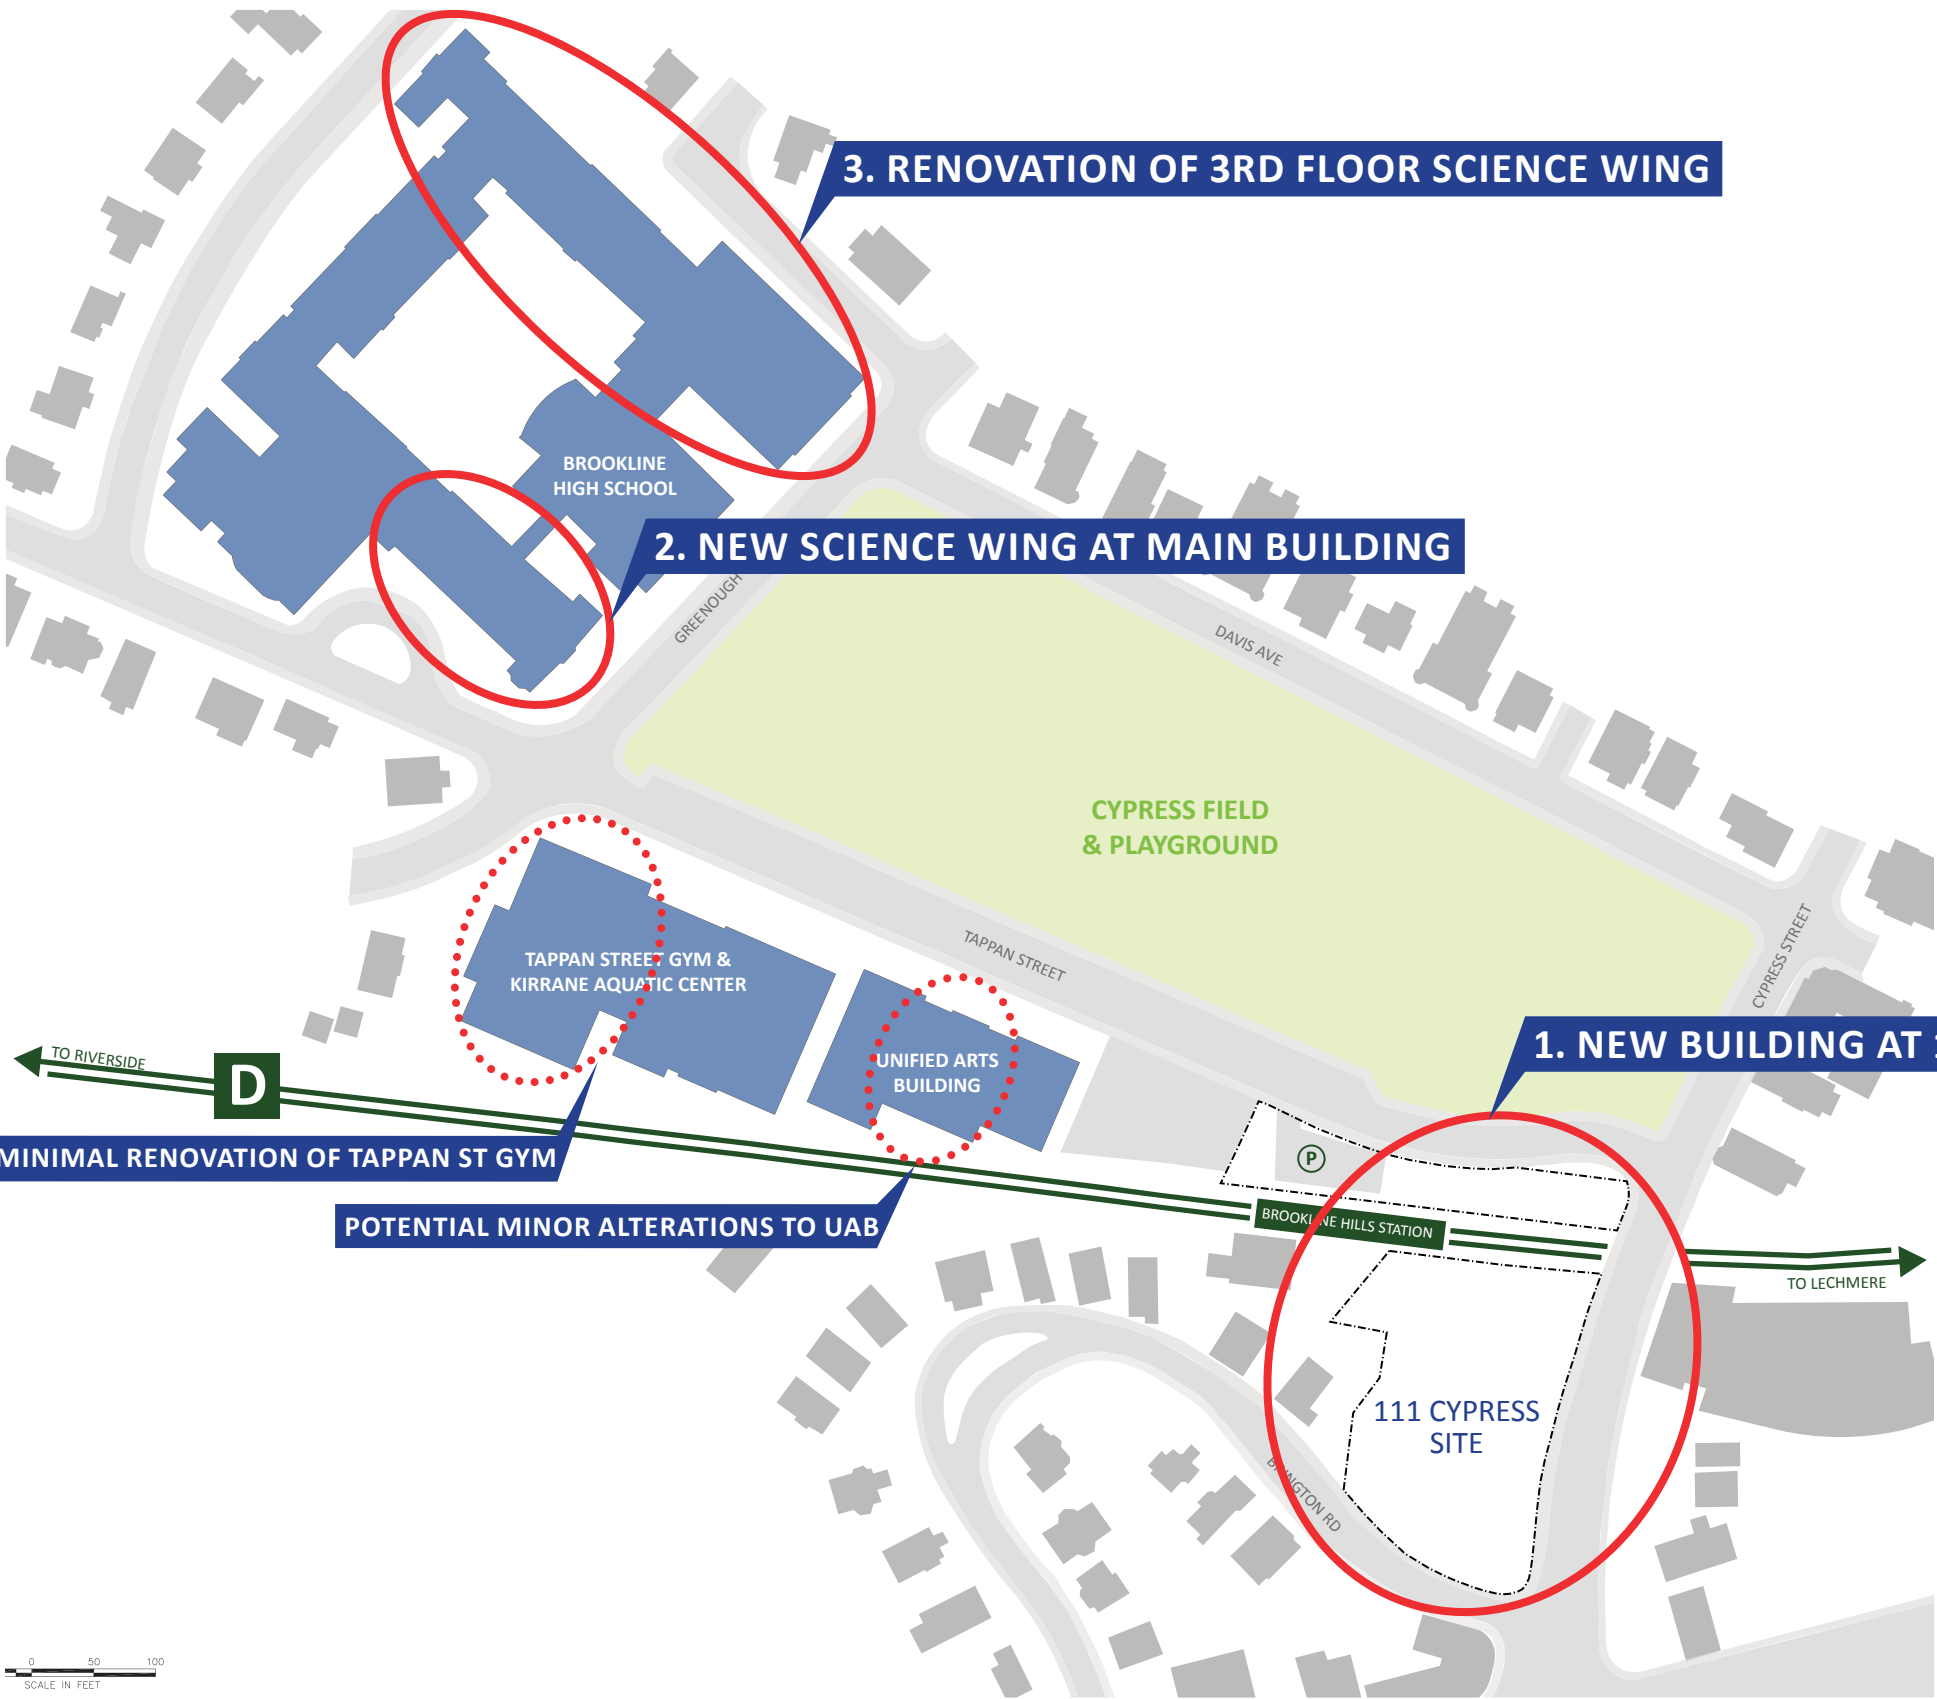 3. RENOVATION OF 3RD FLOOR SCIENCE WING
BROOKLINE
HIGH SCHOOL
2. NEW SCIENCE WING AT MAIN BUILDING
GREENOUGH
DAVIS AVE
CYPRESS FIELD
& PLAYGROUND
TAPPAN STREET
CYPRESS STREET
TAPPAN STREET GYM &
KIRRANE AQUATIC CENTER
1. NEW BUILDING AT 1
UNIFIED ARTS
BUILDING
TO RIVERSIDE
D
MINIMAL RENOVATION OF TAPPAN ST GYM
P
POTENTIAL MINOR ALTERATIONS TO UAB
BROOKLINE HILLS STATION
TO LECHMERE
111 CYPRESS
SITE
BRINGTON RD
0 50 100
SCALE IN FEET